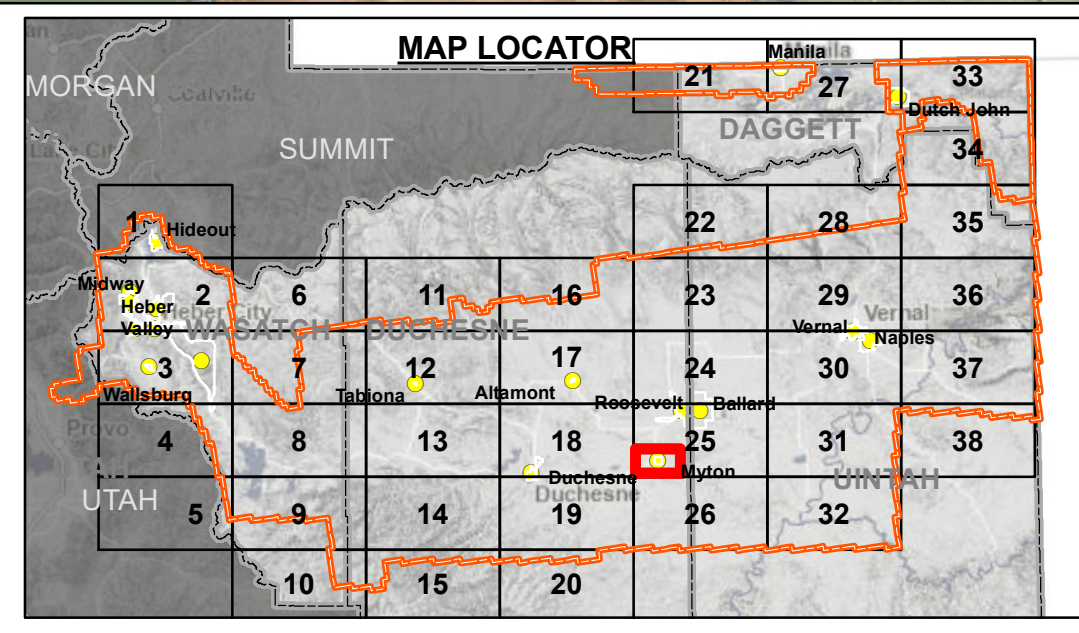 MAP LOCATOR
Manila
Manila
21
27
33
MORGAN
Coalville
Dutch John
DAGGETT
SUMMIT
34
1
Hideout
22
28
35
Midway
2
6
11
16
23
29
36
Heber
Heber City
Valley
WASATCH
DUCHESNE
Vernal
Vernal
Naples
3
7
12
17
24
30
37
Wallsburg
Tabiona
Altamont
Roosevelt
Ballard
Provo
4
8
13
18
25
31
38
Duchesne
Myton
UINTAH
Duchesne
UTAH
5
9
14
19
26
32
10
15
20